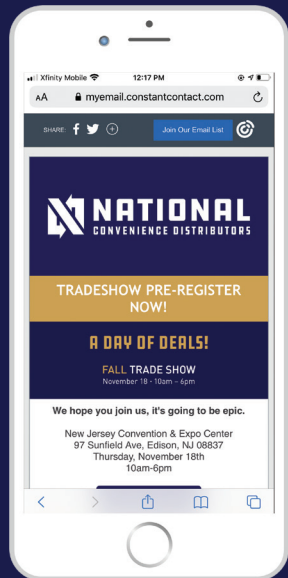 Xfinity Mobile 12:17 PM
AA myemail.constantcontact.com
SHARE: Join Our Email List
NATIONAL
CONVENIENCE DISTRIBUTORS
TRADESHOW PRE-REGISTER
NOW!
A DAY OF DEALS!
FALL TRADE SHOW
November 18 - 10am - 6pm
We hope you join us, it's going to be epic.
New Jersey Convention & Expo Center
97 Sunfield Ave, Edison, NJ 08837
Thursday, November 18th
10am-6pm